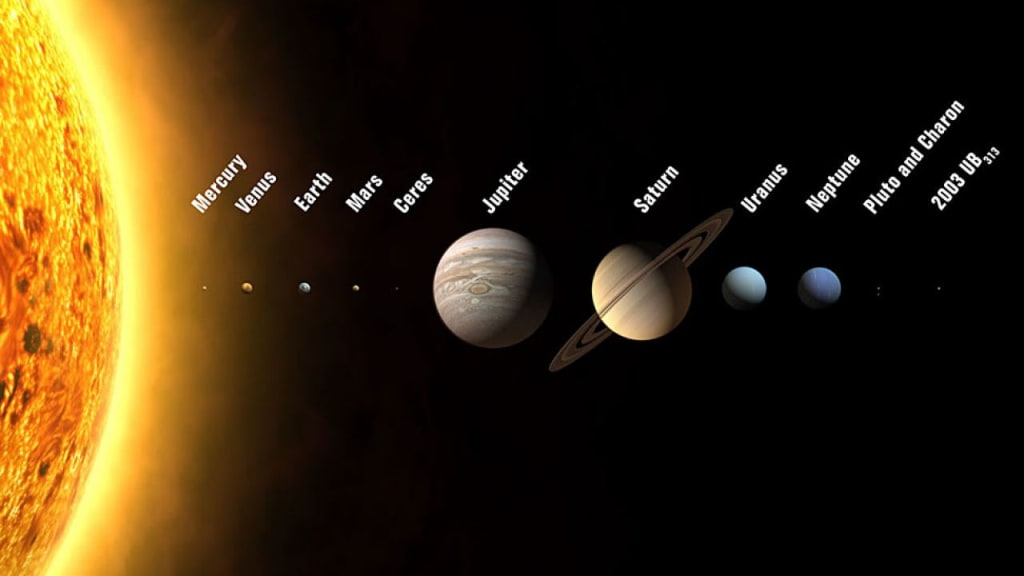 Mercury
Venus
Earth
Mars
Ceres
Jupiter
Saturn
Uranus
Neptune
Pluto and Charon
2003 UB₃₁₃